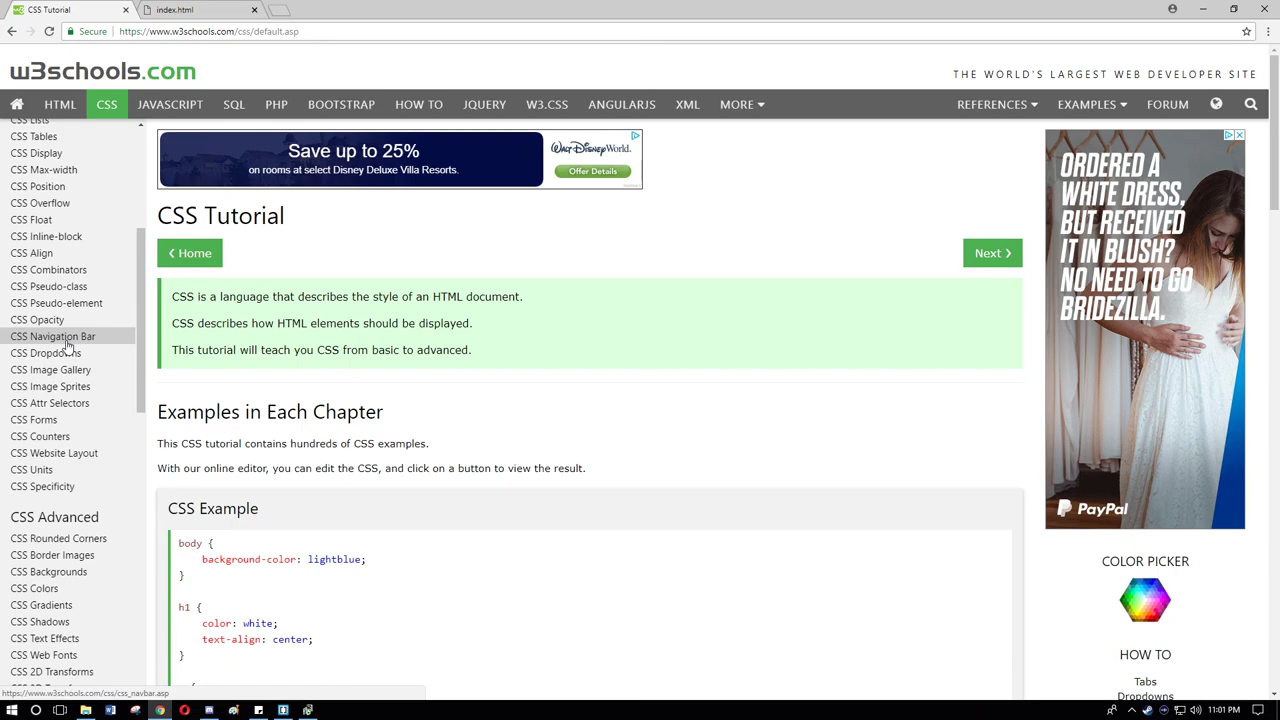 CSS Tutorial
index.html
Secure
https://www.w3schools.com/css/default.asp
w3schools.com
THE WORLD'S LARGEST WEB DEVELOPER SITE
HTML CSS JAVASCRIPT SQL PHP BOOTSTRAP HOW TO JQUERY W3.CSS ANGULARJS XML MORE REFERENCES EXAMPLES FORUM
CSS Lists
CSS Tables
CSS Display
CSS Max-width
CSS Position
CSS Overflow
CSS Float
CSS Inline-block
CSS Align
CSS Combinators
CSS Pseudo-class
CSS Pseudo-element
CSS Opacity
CSS Navigation Bar
CSS Dropdowns
CSS Image Gallery
CSS Image Sprites
CSS Attr Selectors
CSS Forms
CSS Counters
CSS Website Layout
CSS Units
CSS Specificity
CSS Advanced
CSS Rounded Corners
CSS Border Images
CSS Backgrounds
CSS Colors
CSS Gradients
CSS Shadows
CSS Text Effects
CSS Web Fonts
CSS 2D Transforms
Save up to 25%
on rooms at select Disney Deluxe Villa Resorts.
Walt Disney World.
Offer Details
CSS Tutorial
❮ Home
Next ❯
CSS is a language that describes the style of an HTML document.
CSS describes how HTML elements should be displayed.
This tutorial will teach you CSS from basic to advanced.
Examples in Each Chapter
This CSS tutorial contains hundreds of CSS examples.
With our online editor, you can edit the CSS, and click on a button to view the result.
CSS Example
body {
background-color: lightblue;
}
h1 {
color: white;
text-align: center;
}
ORDERED A
WHITE DRESS,
BUT RECEIVED
IT IN BLUSH?
NO NEED TO GO
BRIDEZILLA.
PayPal
COLOR PICKER
HOW TO
Tabs
Dropdowns
https://www.w3schools.com/css/css_navbar.asp
11:01 PM